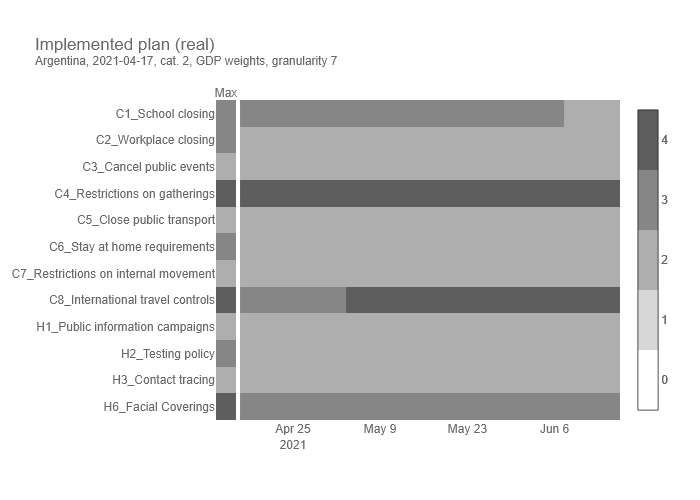 Implemented plan (real)
Argentina, 2021-04-17, cat. 2, GDP weights, granularity 7
Max
C1_School closing
C2_Workplace closing
C3_Cancel public events
C4_Restrictions on gatherings
C5_Close public transport
C6_Stay at home requirements
C7_Restrictions on internal movement
C8_International travel controls
H1_Public information campaigns
H2_Testing policy
H3_Contact tracing
H6_Facial Coverings
4
3
2
1
0
Apr 25 May 9 May 23 Jun 6
2021